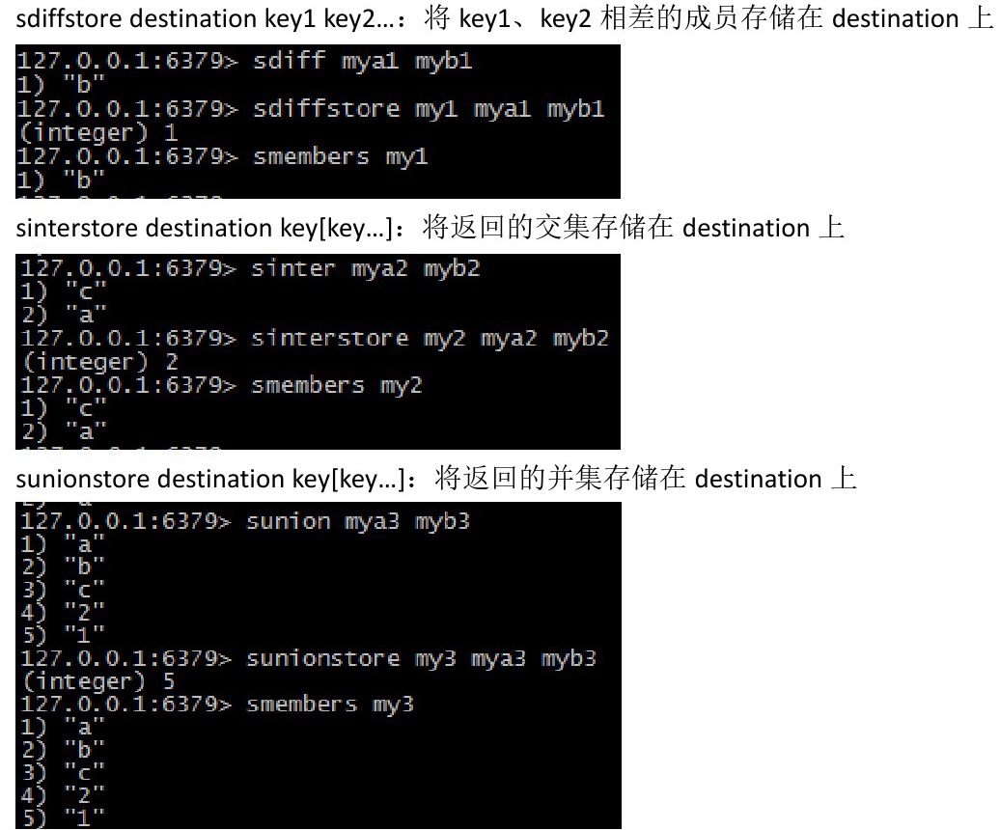 sdiffstore destination key1 key2…：将 key1、key2 相差的成员存储在 destination 上
127.0.0.1:6379> sdiff mya1 myb1
1) "b"
127.0.0.1:6379> sdiffstore my1 mya1 myb1
(integer) 1
127.0.0.1:6379> smembers my1
1) "b"
sinterstore destination key[key…]：将返回的交集存储在 destination 上
127.0.0.1:6379> sinter mya2 myb2
1) "c"
2) "a"
127.0.0.1:6379> sinterstore my2 mya2 myb2
(integer) 2
127.0.0.1:6379> smembers my2
1) "c"
2) "a"
sunionstore destination key[key…]：将返回的并集存储在 destination 上
127.0.0.1:6379> sunion mya3 myb3
1) "a"
2) "b"
3) "c"
4) "2"
5) "1"
127.0.0.1:6379> sunionstore my3 mya3 myb3
(integer) 5
127.0.0.1:6379> smembers my3
1) "a"
2) "b"
3) "c"
4) "2"
5) "1"